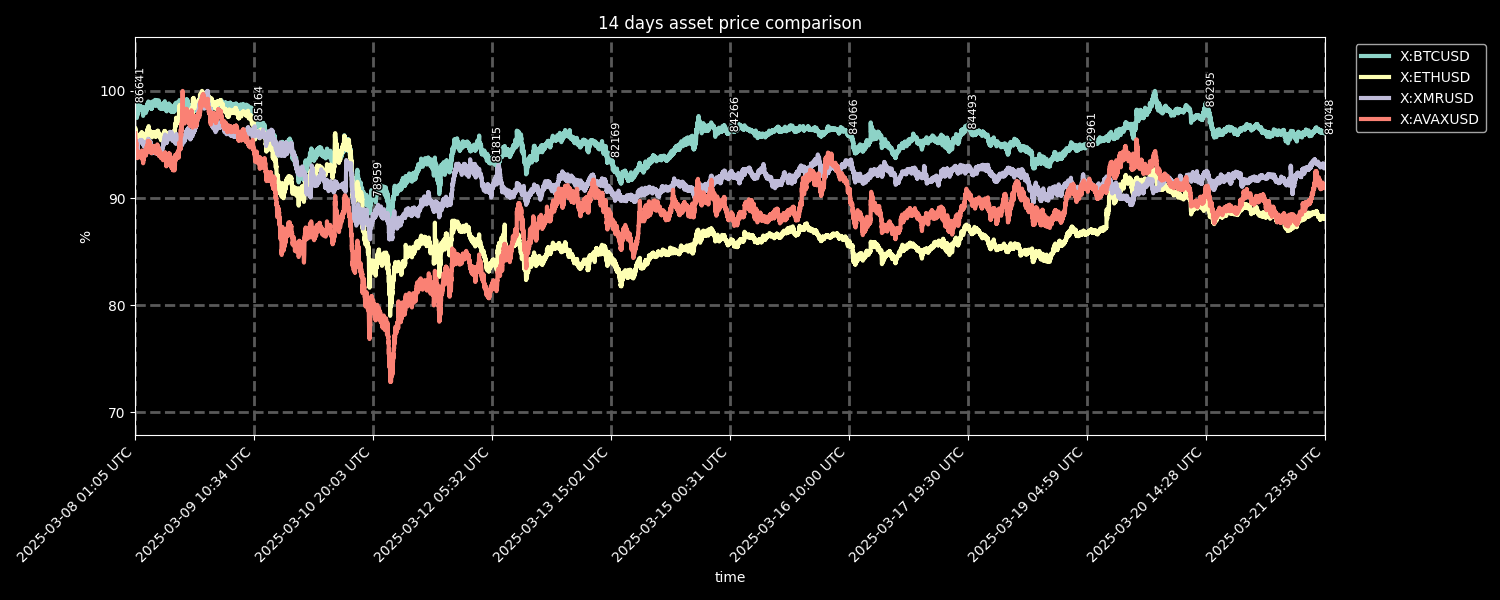 14 days asset price comparison
X:BTCUSD
X:ETHUSD
X:XMRUSD
X:AVAXUSD
100
90
80
70
%
86641
85164
78959
81815
82169
84266
84066
84493
82961
86295
84048
2025-03-08 01:05 UTC
2025-03-09 10:34 UTC
2025-03-10 20:03 UTC
2025-03-12 05:32 UTC
2025-03-13 15:02 UTC
2025-03-15 00:31 UTC
2025-03-16 10:00 UTC
2025-03-17 19:30 UTC
2025-03-19 04:59 UTC
2025-03-20 14:28 UTC
2025-03-21 23:58 UTC
time